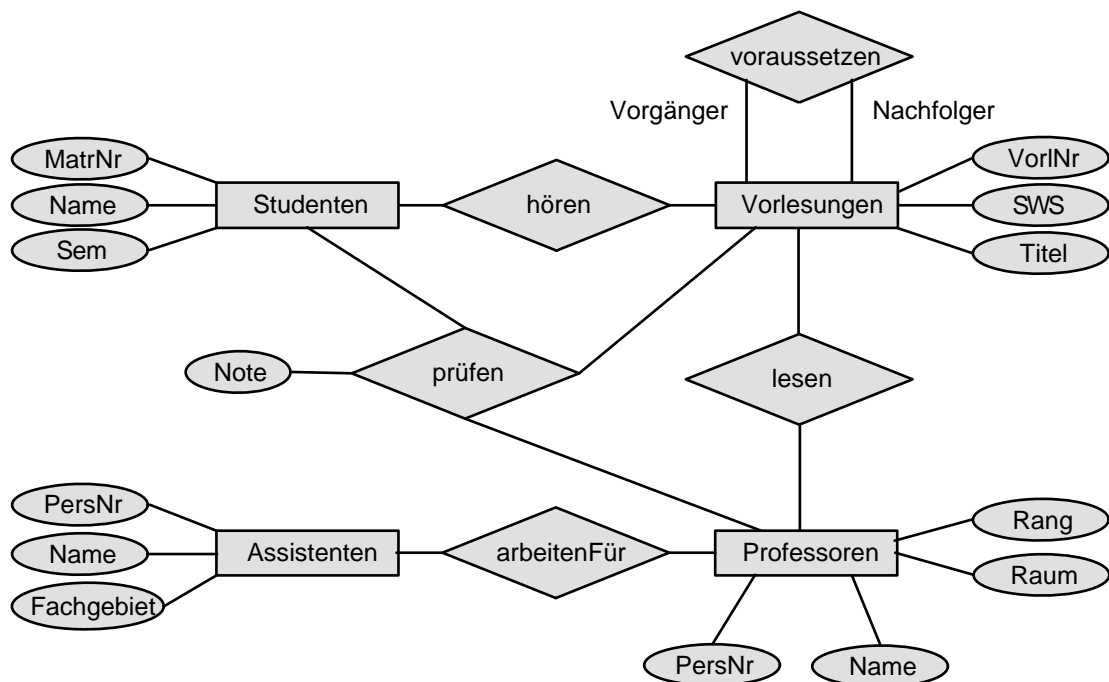 voraussetzen
Vorgänger Nachfolger
MatrNr
VorlNr
Name
Studenten
hören
Vorlesungen
SWS
Sem
Titel
Note
prüfen
lesen
PersNr
Rang
Name
Assistenten
arbeitenFür
Professoren
Raum
Fachgebiet
PersNr
Name